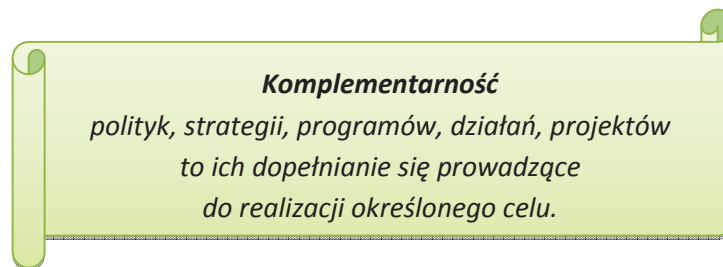 Komplementarność
polityk, strategii, programów, działań, projektów
to ich dopełnianie się prowadzące
do realizacji określonego celu.